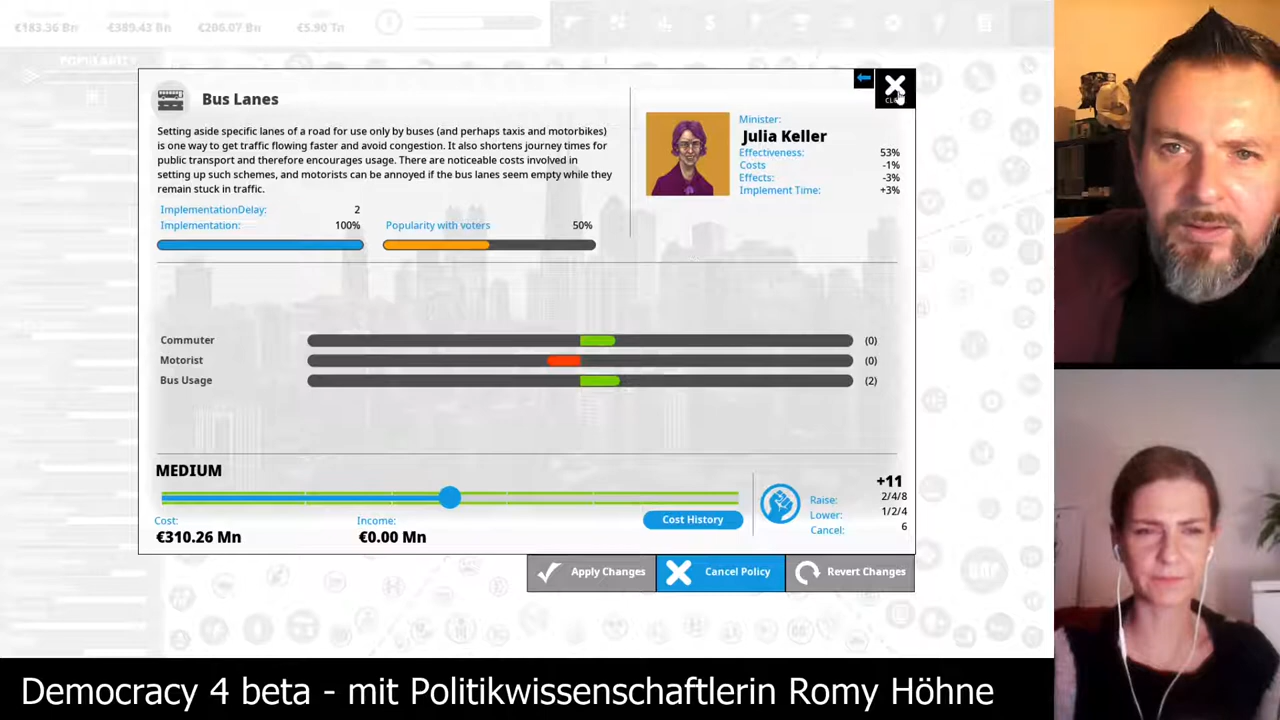 €183.36 Bn €389.43 Bn €206.07 Bn €5.90 Tn
POPULARITY
Bus Lanes
CL
Setting aside specific lanes of a road for use only by buses (and perhaps taxis and motorbikes)
is one way to get traffic flowing faster and avoid congestion. It also shortens journey times for
public transport and therefore encourages usage. There are noticeable costs involved in
setting up such schemes, and motorists can be annoyed if the bus lanes seem empty while they
remain stuck in traffic.
ImplementationDelay: 2
Implementation: 100% Popularity with voters 50%
Minister:
Julia Keller
Effectiveness: 53%
Costs -1%
Effects: -3%
Implement Time: +3%
Commuter (0)
Motorist (0)
Bus Usage (2)
MEDIUM
Cost: Income:
€310.26 Mn €0.00 Mn
Cost History
+11
Raise: 2/4/8
Lower: 1/2/4
Cancel: 6
Apply Changes Cancel Policy Revert Changes
Democracy 4 beta - mit Politikwissenschaftlerin Romy Höhne